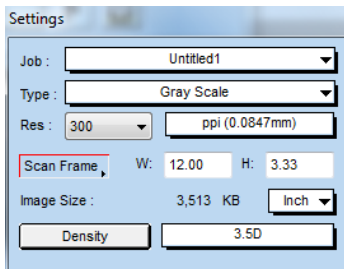 Settings
Job : Untitled1
Type : Gray Scale
Res : 300 ppi (0.0847mm)
Scan Frame W: 12.00 H: 3.33
Image Size : 3,513 KB Inch
Density 3.5D